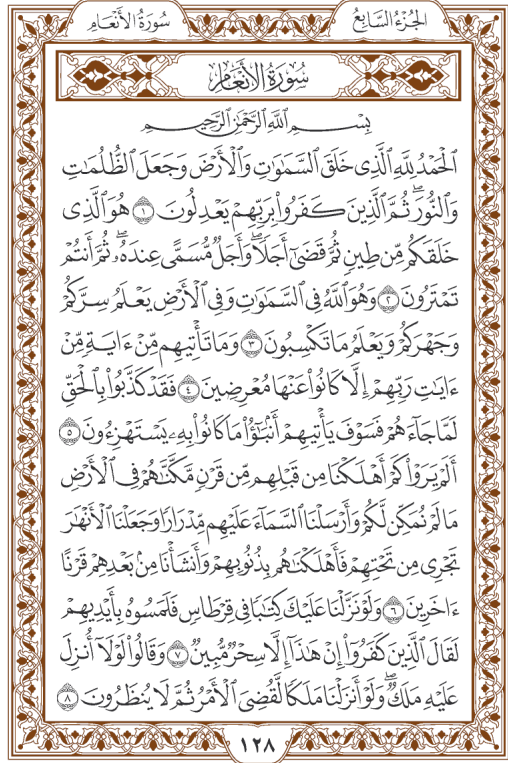 الجزء السابع سورة الأنعام
سُورَةُ الأَنْعَامِ
بِسْمِ ٱللَّهِ ٱلرَّحْمَٰنِ ٱلرَّحِيمِ
ٱلْحَمْدُ لِلَّهِ ٱلَّذِى خَلَقَ ٱلسَّمَٰوَٰتِ وَٱلْأَرْضَ وَجَعَلَ ٱلظُّلُمَٰتِ
وَٱلنُّورَۖ ثُمَّ ٱلَّذِينَ كَفَرُوا۟ بِرَبِّهِمْ يَعْدِلُونَ ١ هُوَ ٱلَّذِى
خَلَقَكُم مِّن طِينٍ ثُمَّ قَضَىٰٓ أَجَلًاۖ وَأَجَلٌ مُّسَمًّى عِندَهُۥۖ ثُمَّ أَنتُمْ
تَمْتَرُونَ ٢ وَهُوَ ٱللَّهُ فِى ٱلسَّمَٰوَٰتِ وَفِى ٱلْأَرْضِ يَعْلَمُ سِرَّكُمْ
وَجَهْرَكُمْ وَيَعْلَمُ مَا تَكْسِبُونَ ٣ وَمَا تَأْتِيهِم مِّنْ ءَايَةٍ مِّنْ
ءَايَٰتِ رَبِّهِمْ إِلَّا كَانُوا۟ عَنْهَا مُعْرِضِينَ ٤ فَقَدْ كَذَّبُوا۟ بِٱلْحَقِّ
لَمَّا جَآءَهُمْ فَسَوْفَ يَأْتِيهِمْ أَنۢبَٰٓؤُا۟ مَا كَانُوا۟ بِهِۦ يَسْتَهْزِءُونَ ٥
أَلَمْ يَرَوْا۟ كَمْ أَهْلَكْنَا مِن قَبْلِهِم مِّن قَرْنٍ مَّكَّنَّٰهُمْ فِى ٱلْأَرْضِ
مَا لَمْ نُمَكِّن لَّكُمْ وَأَرْسَلْنَا ٱلسَّمَآءَ عَلَيْهِم مِّدْرَارًا وَجَعَلْنَا ٱلْأَنْهَٰرَ
تَجْرِى مِن تَحْتِهِمْ فَأَهْلَكْنَٰهُم بِذُنُوبِهِمْ وَأَنشَأْنَا مِنۢ بَعْدِهِمْ قَرْنًا
ءَاخَرِينَ ٦ وَلَوْ نَزَّلْنَا عَلَيْكَ كِتَٰبًا فِى قِرْطَاسٍ فَلَمَسُوهُ بِأَيْدِيهِمْ
لَقَالَ ٱلَّذِينَ كَفَرُوٓا۟ إِنْ هَٰذَآ إِلَّا سِحْرٌ مُّبِينٌ ٧ وَقَالُوا۟ لَوْلَآ أُنزِلَ
عَلَيْهِ مَلَكٌۖ وَلَوْ أَنزَلْنَا مَلَكًا لَّقُضِىَ ٱلْأَمْرُ ثُمَّ لَا يُنظَرُونَ ٨
١٢٨